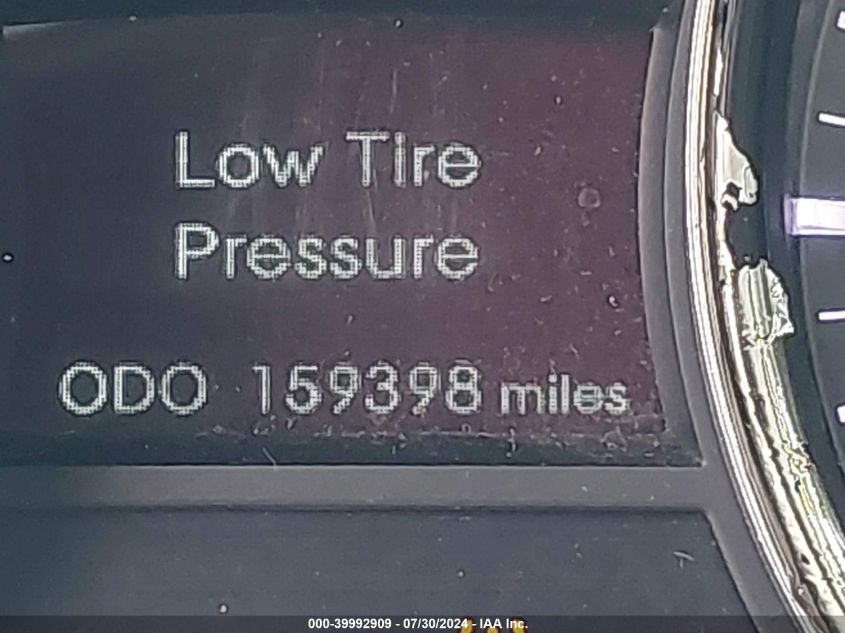 Low Tire
Pressure
ODO 159398 miles
000-39992909 - 07/30/2024 - IAA Inc.